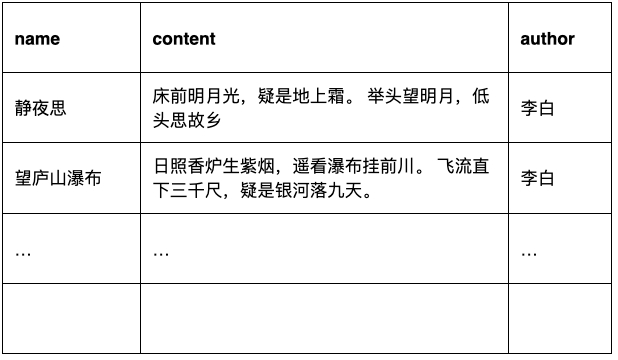 name content author
静夜思 床前明月光，疑是地上霜。 举头望明月，低 李白
头思故乡
望庐山瀑布 日照香炉生紫烟，遥看瀑布挂前川。 飞流直 李白
下三千尺，疑是银河落九天。
... ... ...